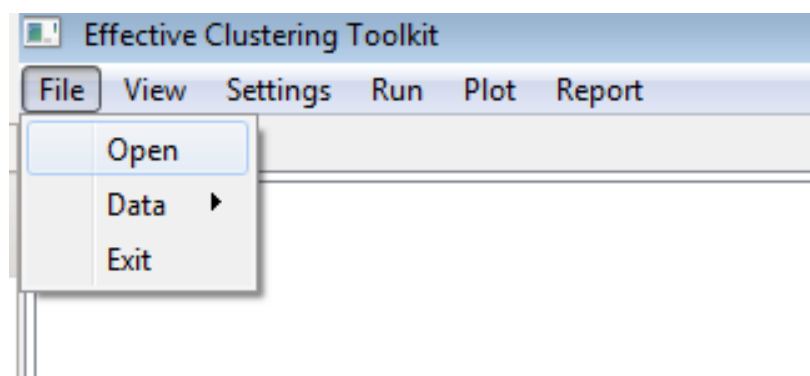 Effective Clustering Toolkit
File View Settings Run Plot Report
Open
Data
Exit